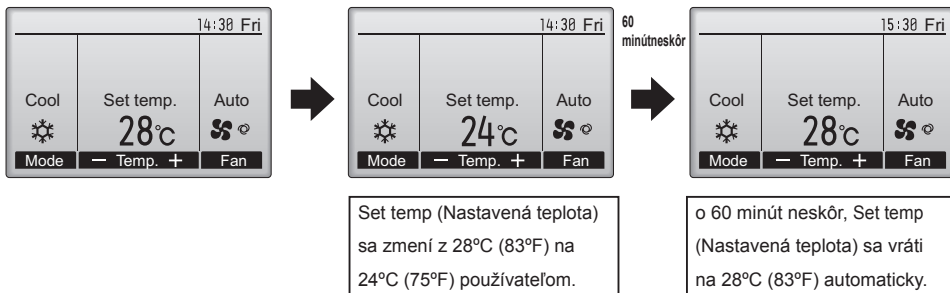 14:30 Fri
Cool Set temp. Auto
28°C
Mode − Temp. + Fan
14:30 Fri
Cool Set temp. Auto
24°C
Mode − Temp. + Fan
60
minútneskôr
15:30 Fri
Cool Set temp. Auto
28°C
Mode − Temp. + Fan
Set temp (Nastavená teplota)
sa zmení z 28ºC (83ºF) na
24ºC (75ºF) používateľom.
o 60 minút neskôr, Set temp
(Nastavená teplota) sa vráti
na 28ºC (83ºF) automaticky.